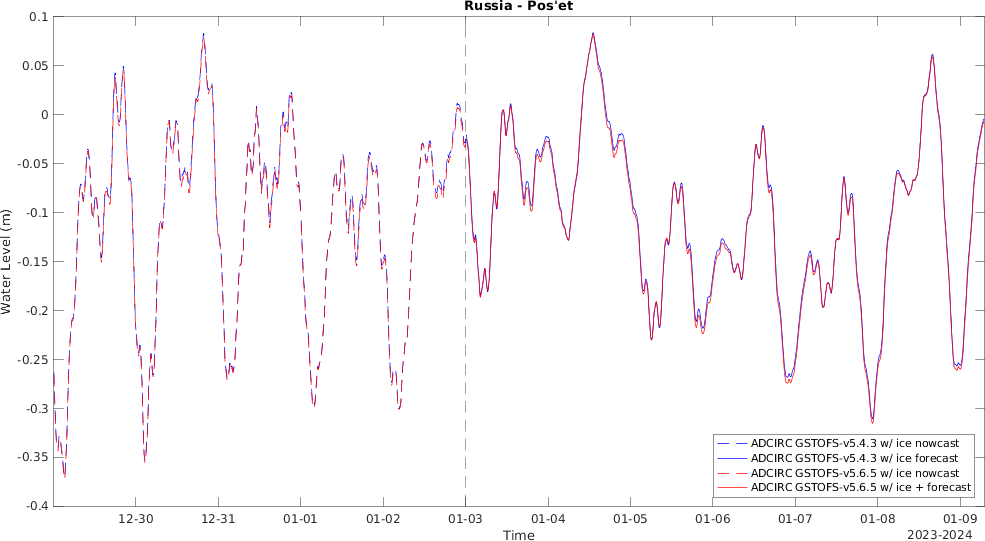 Russia - Pos'et
Water Level (m)
0.1
0.05
0
-0.05
-0.1
-0.15
-0.2
-0.25
-0.3
-0.35
-0.4
ADCIRC GSTOFS-v5.4.3 w/ ice nowcast
ADCIRC GSTOFS-v5.4.3 w/ ice forecast
ADCIRC GSTOFS-v5.6.5 w/ ice nowcast
ADCIRC GSTOFS-v5.6.5 w/ ice + forecast
12-30 12-31 01-01 01-02 01-03 01-04 01-05 01-06 01-07 01-08 01-09
Time
2023-2024